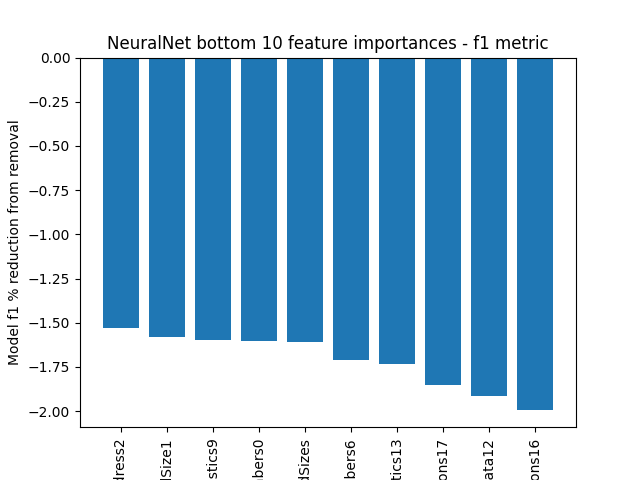 NeuralNet bottom 10 feature importances - f1 metric
Model f1 % reduction from removal
0.00
−0.25
−0.50
−0.75
−1.00
−1.25
−1.50
−1.75
−2.00
dress2
dSize1
stics9
bers0
dSizes
bers6
tics13
ons17
ata12
ons16